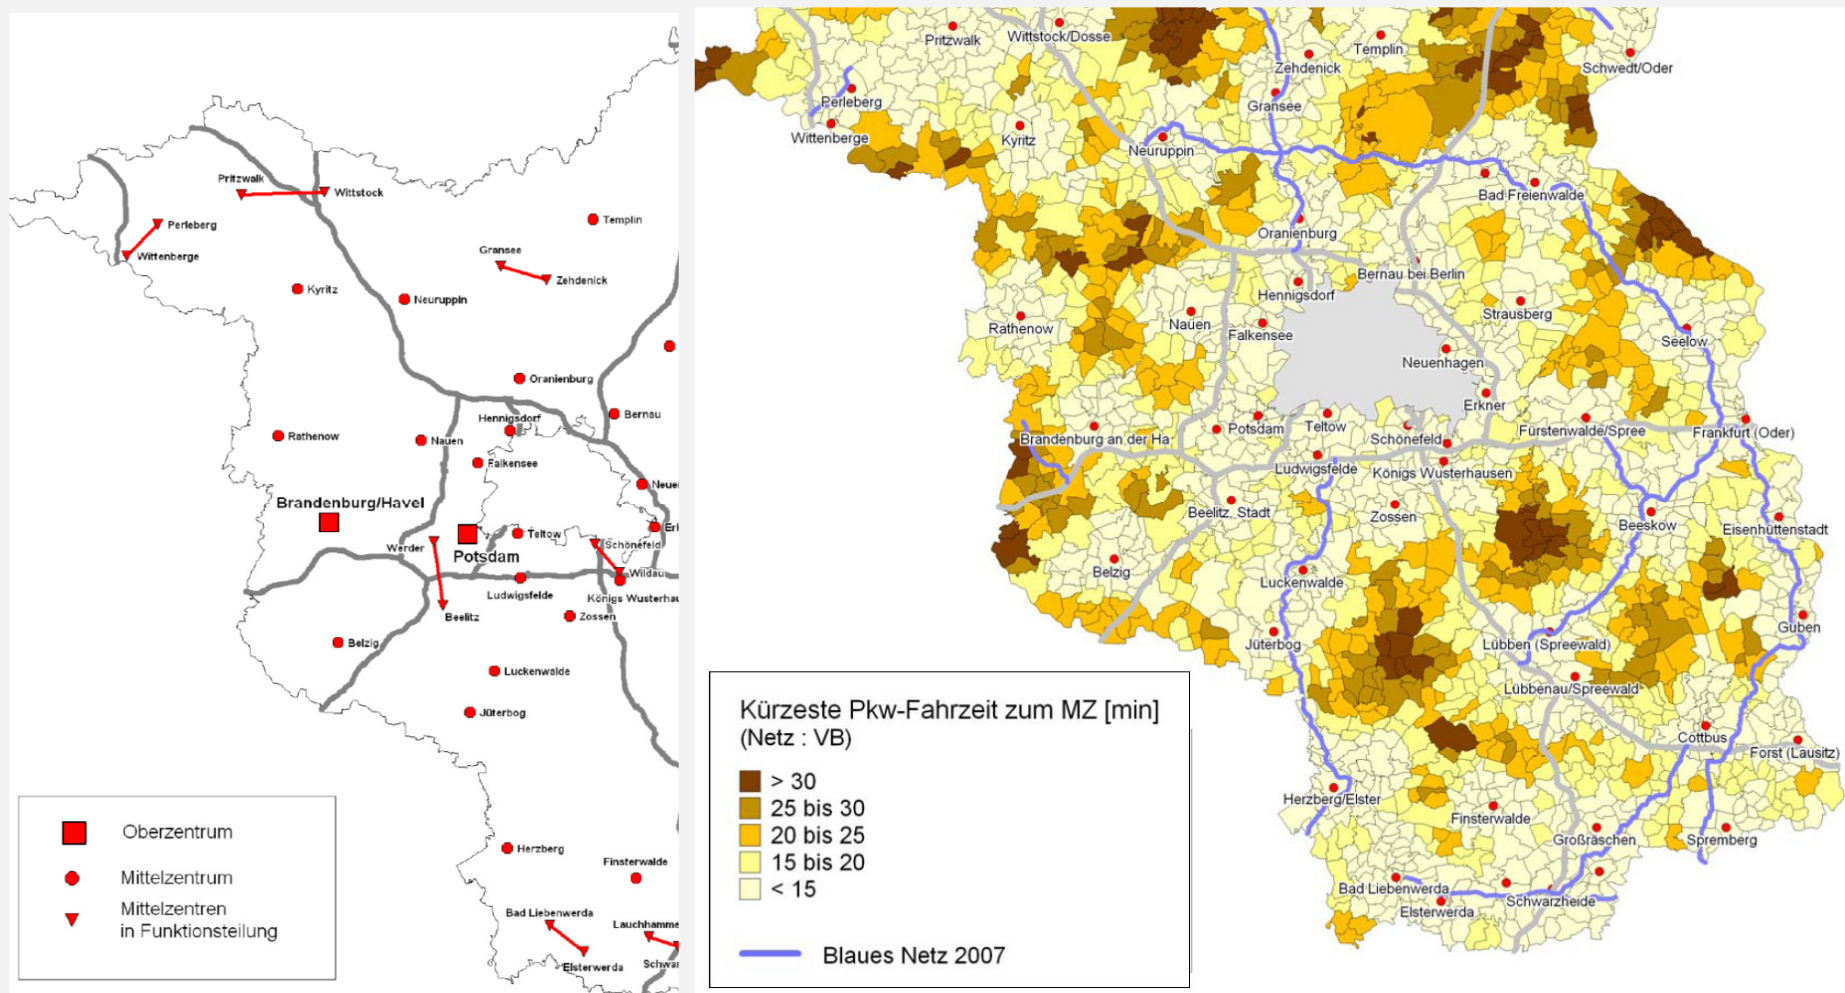 Pritzwalk
Wittstock
Perleberg
Wittenberge
Templin
Gransee
Zehdenick
Kyritz
Neuruppin
Oranienburg
Hennigsdorf
Bernau
Rathenow
Nauen
Falkensee
Neuer
Brandenburg/Havel
Werder
Potsdam
Teltow
Erk
Schönefeld
Wildau
Ludwigsfelde
Königs Wusterhau
Beelitz
Zossen
Belzig
Luckenwalde
Jüterbog
Herzberg
Finsterwalde
Bad Liebenwerda
Lauchhamme
Elsterwerda
Schwar
Oberzentrum
Mittelzentrum
Mittelzentren
in Funktionsteilung
Pritzwalk
Wittstock/Dosse
Templin
Zehdenick
Schwedt/Oder
Perleberg
Gransee
Wittenberge
Kyritz
Neuruppin
Bad Freienwalde
Oranienburg
Bernau bei Berlin
Hennigsdorf
Strausberg
Rathenow
Nauen
Falkensee
Seelow
Neuenhagen
Erkner
Brandenburg an der Ha
Potsdam
Teltow
Schönefeld
Fürstenwalde/Spree
Frankfurt (Oder)
Ludwigsfelde
Königs Wusterhausen
Beelitz, Stadt
Zossen
Beeskow
Eisenhüttenstadt
Belzig
Luckenwalde
Jüterbog
Lübben (Spreewald)
Guben
Lübbenau/Spreewald
Cottbus
Forst (Lausitz)
Herzberg/Elster
Finsterwalde
Großräschen
Spremberg
Bad Liebenwerda
Elsterwerda
Schwarzheide
Kürzeste Pkw-Fahrzeit zum MZ [min]
(Netz : VB)
> 30
25 bis 30
20 bis 25
15 bis 20
< 15
Blaues Netz 2007